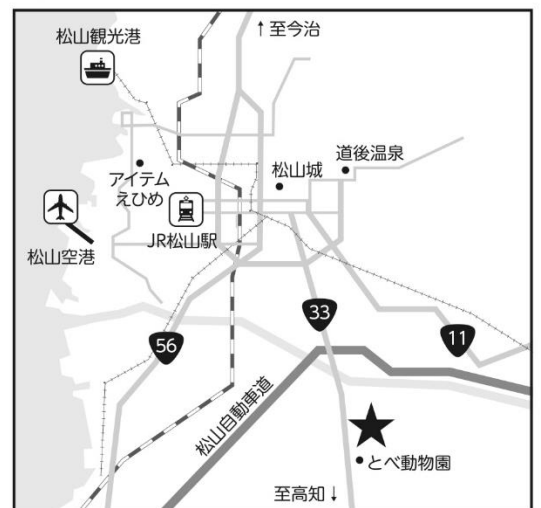 ↑至今治
松山観光港
道後温泉
松山城
アイテム
えひめ
JR松山駅
松山空港
33
11
56
松山自動車道
とべ動物園
至高知↓